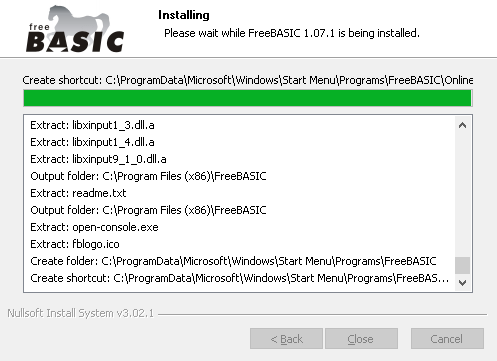 free
BASIC
Installing
Please wait while FreeBASIC 1.07.1 is being installed.
Create shortcut: C:\ProgramData\Microsoft\Windows\Start Menu\Programs\FreeBASIC\Online
Extract: libxinput1_3.dll.a
Extract: libxinput1_4.dll.a
Extract: libxinput9_1_0.dll.a
Output folder: C:\Program Files (x86)\FreeBASIC
Extract: readme.txt
Output folder: C:\Program Files (x86)\FreeBASIC
Extract: open-console.exe
Extract: fblogo.ico
Create folder: C:\ProgramData\Microsoft\Windows\Start Menu\Programs\FreeBASIC
Create shortcut: C:\ProgramData\Microsoft\Windows\Start Menu\Programs\FreeBAS...
Nullsoft Install System v3.02.1
< Back
Close
Cancel